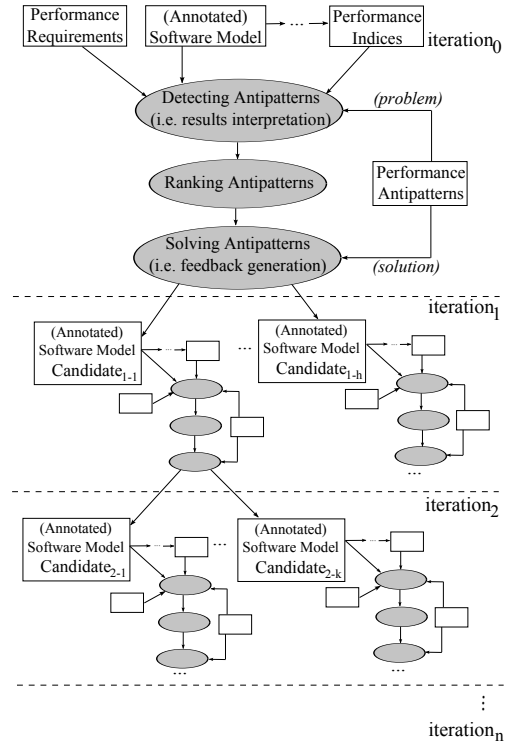 Performance
Requirements
(Annotated)
Software Model
...
Performance
Indices
iteration0
Detecting Antipatterns
(i.e. results interpretation)
(problem)
Ranking Antipatterns
Performance
Antipatterns
Solving Antipatterns
(i.e. feedback generation)
(solution)
iteration1
(Annotated)
Software Model
Candidate1-1
...
...
(Annotated)
Software Model
Candidate1-h
...
...
iteration2
(Annotated)
Software Model
Candidate2-1
...
...
(Annotated)
Software Model
Candidate2-k
...
...
...
⋮
iterationn